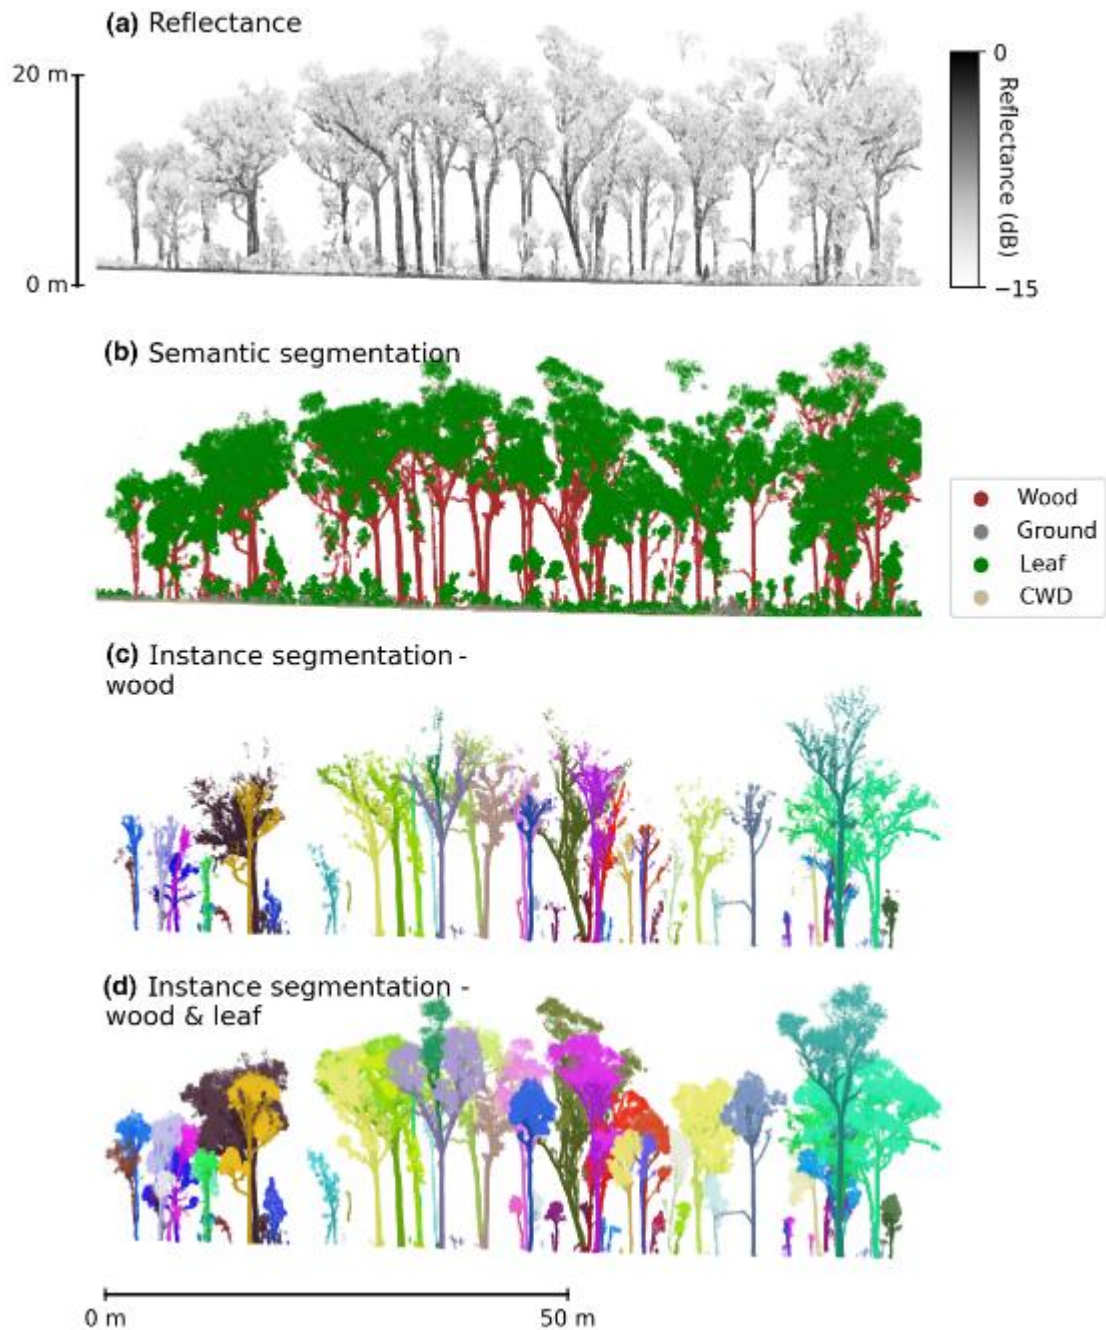 (a) Reflectance
20 m
0 m
0
Reflectance (dB)
−15
(b) Semantic segmentation
Wood
Ground
Leaf
CWD
(c) Instance segmentation -
wood
(d) Instance segmentation -
wood & leaf
0 m
50 m